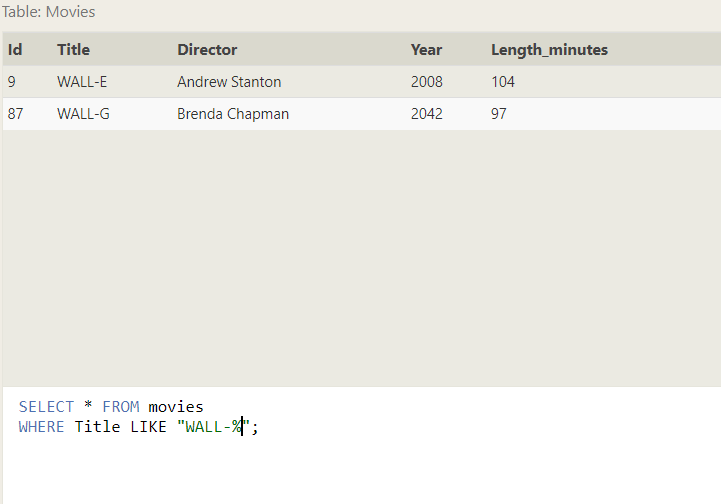 Table: Movies
Id Title Director Year Length_minutes
9 WALL-E Andrew Stanton 2008 104
87 WALL-G Brenda Chapman 2042 97
SELECT * FROM movies
WHERE Title LIKE "WALL-%";